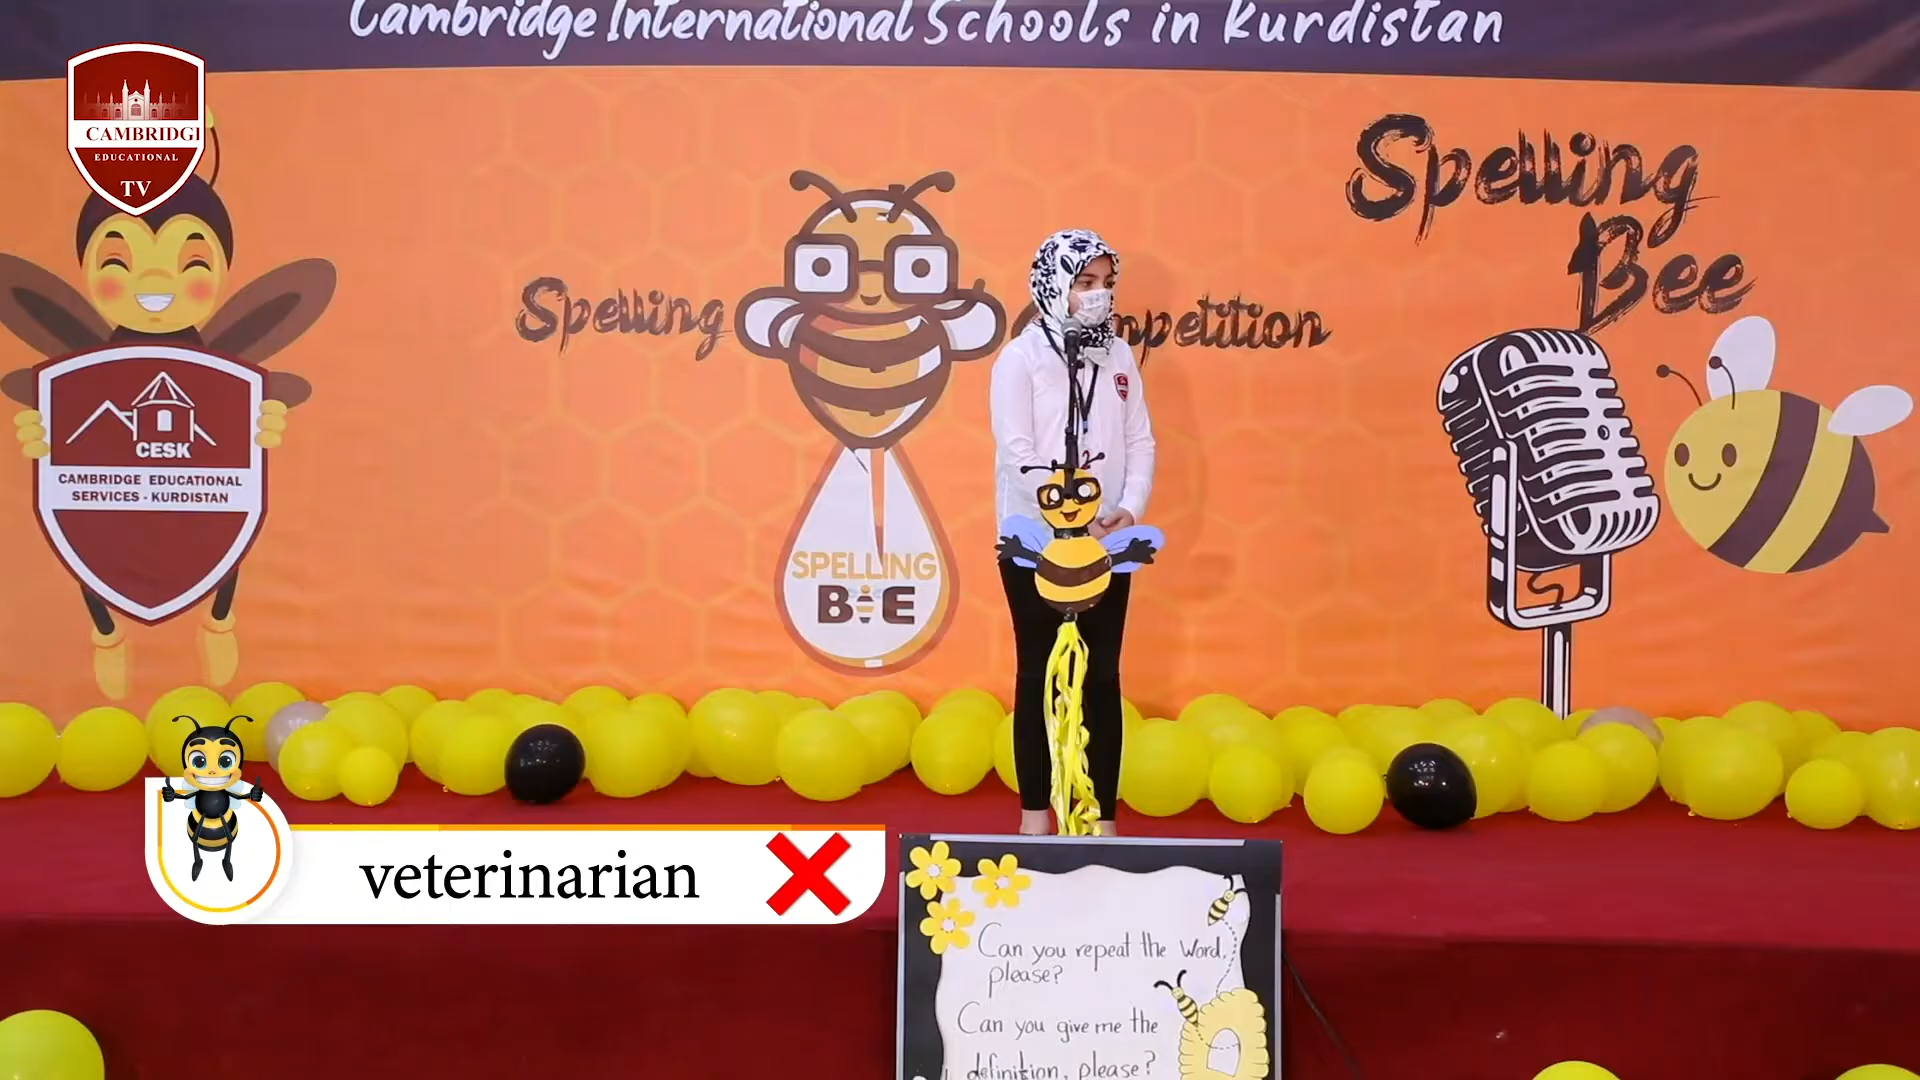 Cambridge International Schools in Kurdistan
CAMBRIDGE
EDUCATIONAL
TV
Spelling
Bee
Spelling
CESK
CAMBRIDGE EDUCATIONAL
SERVICES - KURDISTAN
SPELLING
BEE
2
veterinarian
Can you repeat the word,
please?
Can you give me the
definition, please?